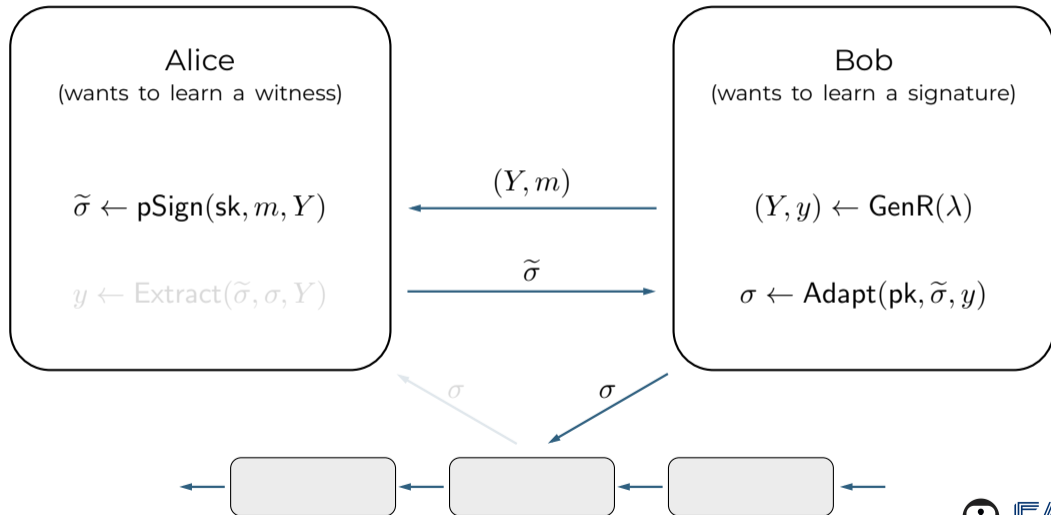 Alice
(wants to learn a witness)
Bob
(wants to learn a signature)
(Y, m)
σ̃ ← pSign(sk, m, Y)
(Y, y) ← GenR(λ)
σ̃
y ← Extract(σ̃, σ, Y)
σ ← Adapt(pk, σ̃, y)
σ
σ